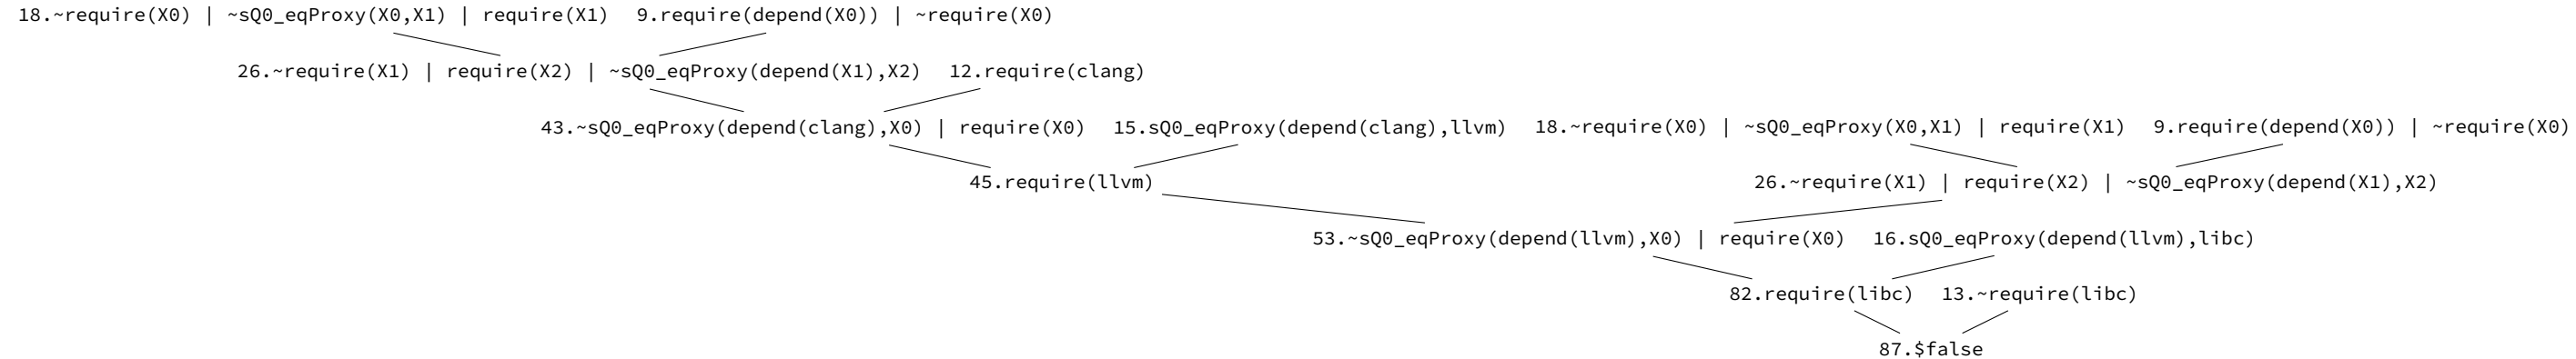 18.~require(X0) | ~sQ0_eqProxy(X0,X1) | require(X1) 9.require(depend(X0)) | ~require(X0)
26.~require(X1) | require(X2) | ~sQ0_eqProxy(depend(X1),X2) 12.require(clang)
43.~sQ0_eqProxy(depend(clang),X0) | require(X0) 15.sQ0_eqProxy(depend(clang),llvm) 18.~require(X0) | ~sQ0_eqProxy(X0,X1) | require(X1) 9.require(depend(X0)) | ~require(X0)
45.require(llvm) 26.~require(X1) | require(X2) | ~sQ0_eqProxy(depend(X1),X2)
53.~sQ0_eqProxy(depend(llvm),X0) | require(X0) 16.sQ0_eqProxy(depend(llvm),libc)
82.require(libc) 13.~require(libc)
87.$false